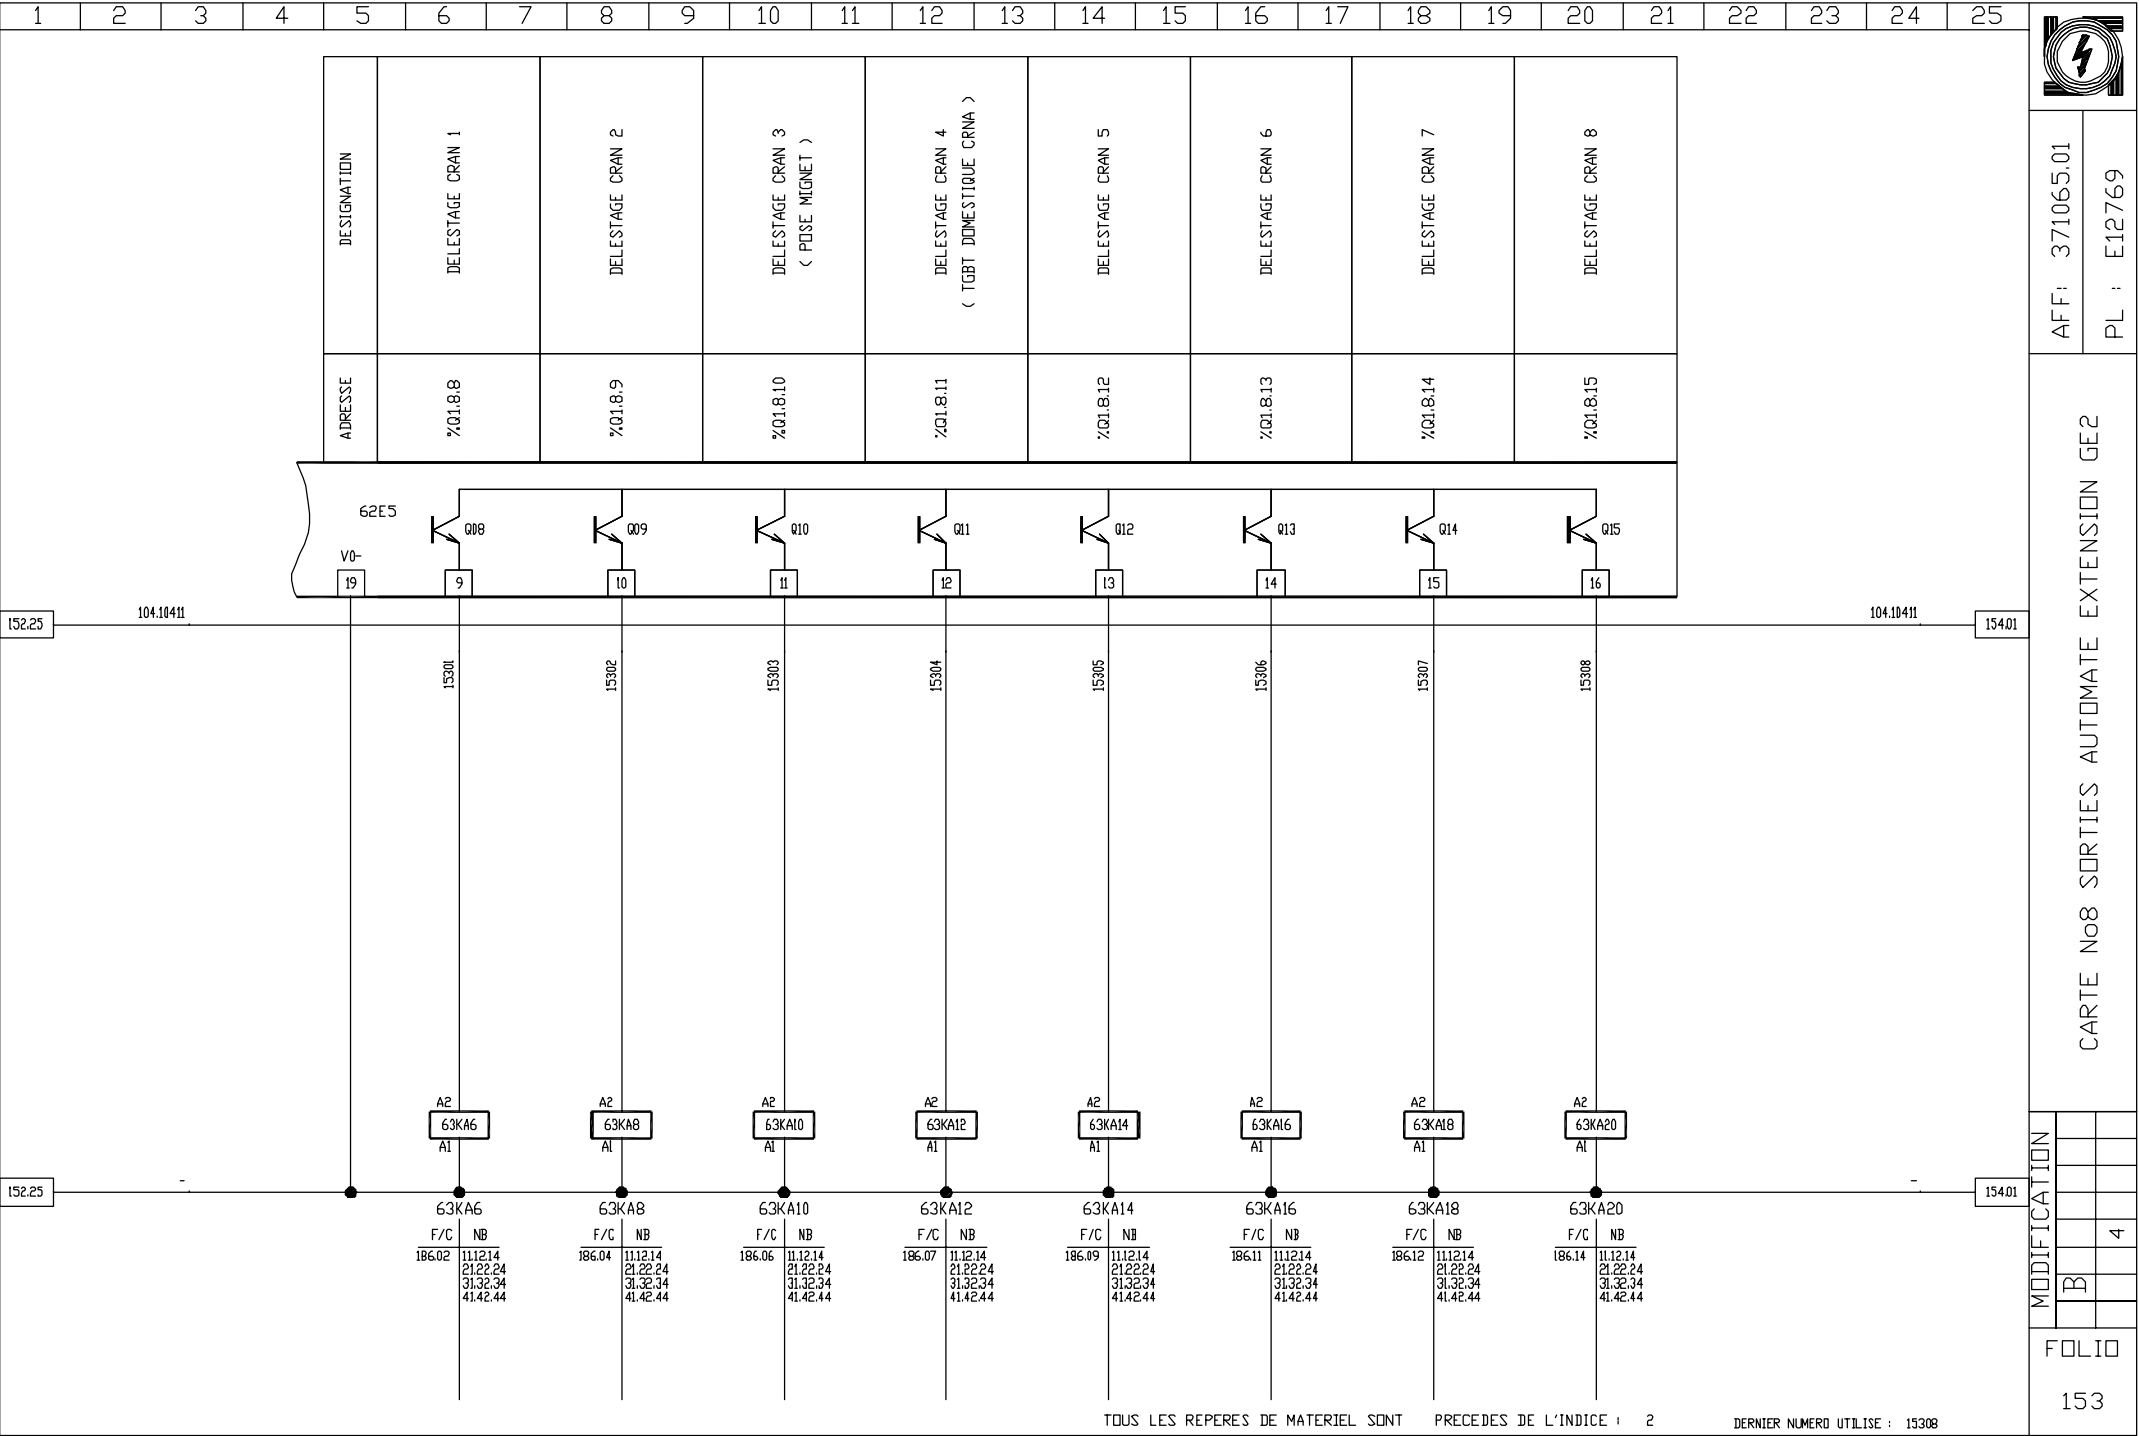 1 2 3 4 5 6 7 8 9 10 11 12 13 14 15 16 17 18 19 20 21 22 23 24 25
DESIGNATION
DELESTAGE CRAN 1
DELESTAGE CRAN 2
DELESTAGE CRAN 3
( POSE MIGNET )
DELESTAGE CRAN 4
( TGBT DOMESTIQUE CRNA )
DELESTAGE CRAN 5
DELESTAGE CRAN 6
DELESTAGE CRAN 7
DELESTAGE CRAN 8
ADRESSE
%Q1.8.8
%Q1.8.9
%Q1.8.10
%Q1.8.11
%Q1.8.12
%Q1.8.13
%Q1.8.14
%Q1.8.15
62E5
Q08 Q09 Q10 Q11 Q12 Q13 Q14 Q15
V0-
19 9 10 11 12 13 14 15 16
152.25 104.10411 104.10411 154.01
15301 15302 15303 15304 15305 15306 15307 15308
A2 A2 A2 A2 A2 A2 A2 A2
63KA6 63KA8 63KA10 63KA12 63KA14 63KA16 63KA18 63KA20
A1 A1 A1 A1 A1 A1 A1 A1
152.25 - - 154.01
63KA6 63KA8 63KA10 63KA12 63KA14 63KA16 63KA18 63KA20
F/C NB F/C NB F/C NB F/C NB F/C NB F/C NB F/C NB F/C NB
186.02 11.12.14 186.04 11.12.14 186.06 11.12.14 186.07 11.12.14 186.09 11.12.14 186.11 11.12.14 186.12 11.12.14 186.14 11.12.14
21.22.24 21.22.24 21.22.24 21.22.24 21.22.24 21.22.24 21.22.24 21.22.24
31.32.34 31.32.34 31.32.34 31.32.34 31.32.34 31.32.34 31.32.34 31.32.34
41.42.44 41.42.44 41.42.44 41.42.44 41.42.44 41.42.44 41.42.44 41.42.44
TOUS LES REPERES DE MATERIEL SONT PRECEDES DE L'INDICE : 2
DERNIER NUMERO UTILISE : 15308
AFF: 371065.01
PL : E12769
CARTE No8 SORTIES AUTOMATE EXTENSION GE2
MODIFICATION
B
4
FOLIO
153